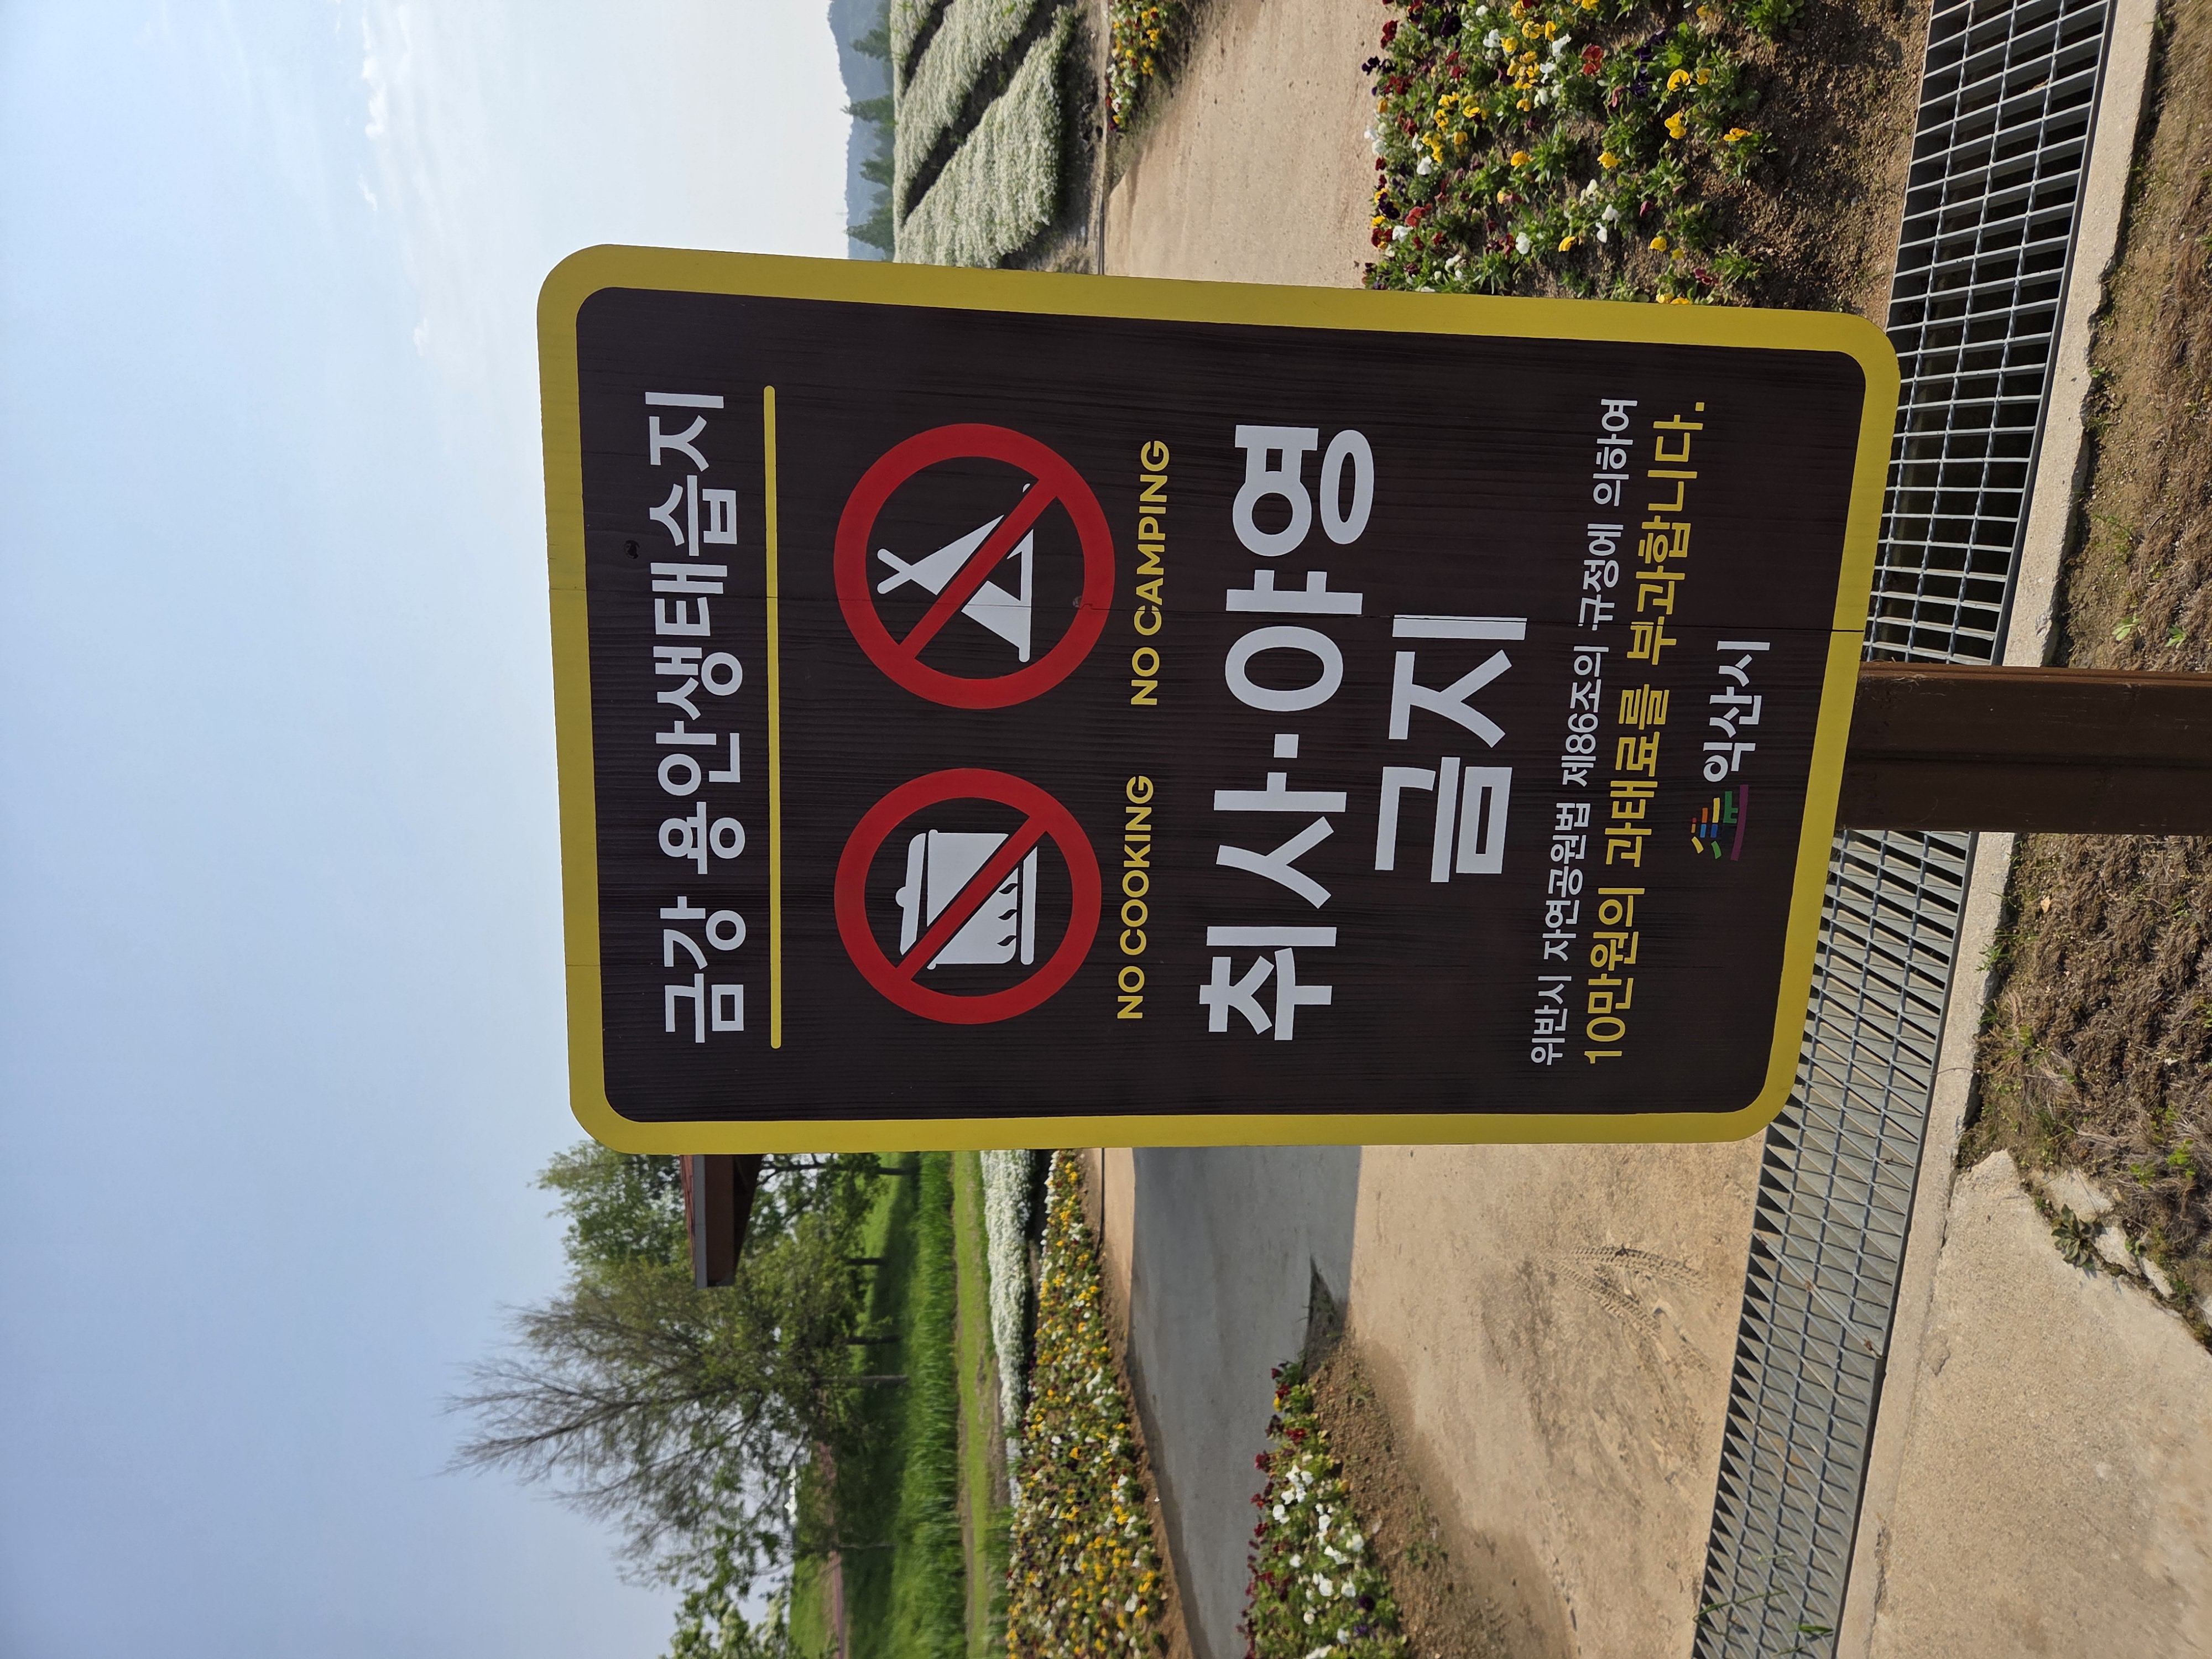 금강 용안생태습지
NO COOKING
NO CAMPING
취사·야영
금지
위반시 자연공원법 제86조의 규정에 의하여
10만원의 과태료를 부과합니다.
익산시